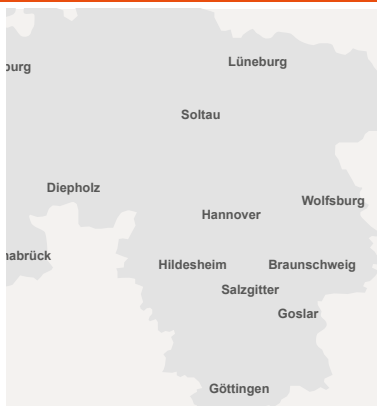 Lüneburg
burg
Soltau
Diepholz
Wolfsburg
Hannover
nabrück
Hildesheim
Braunschweig
Salzgitter
Goslar
Göttingen